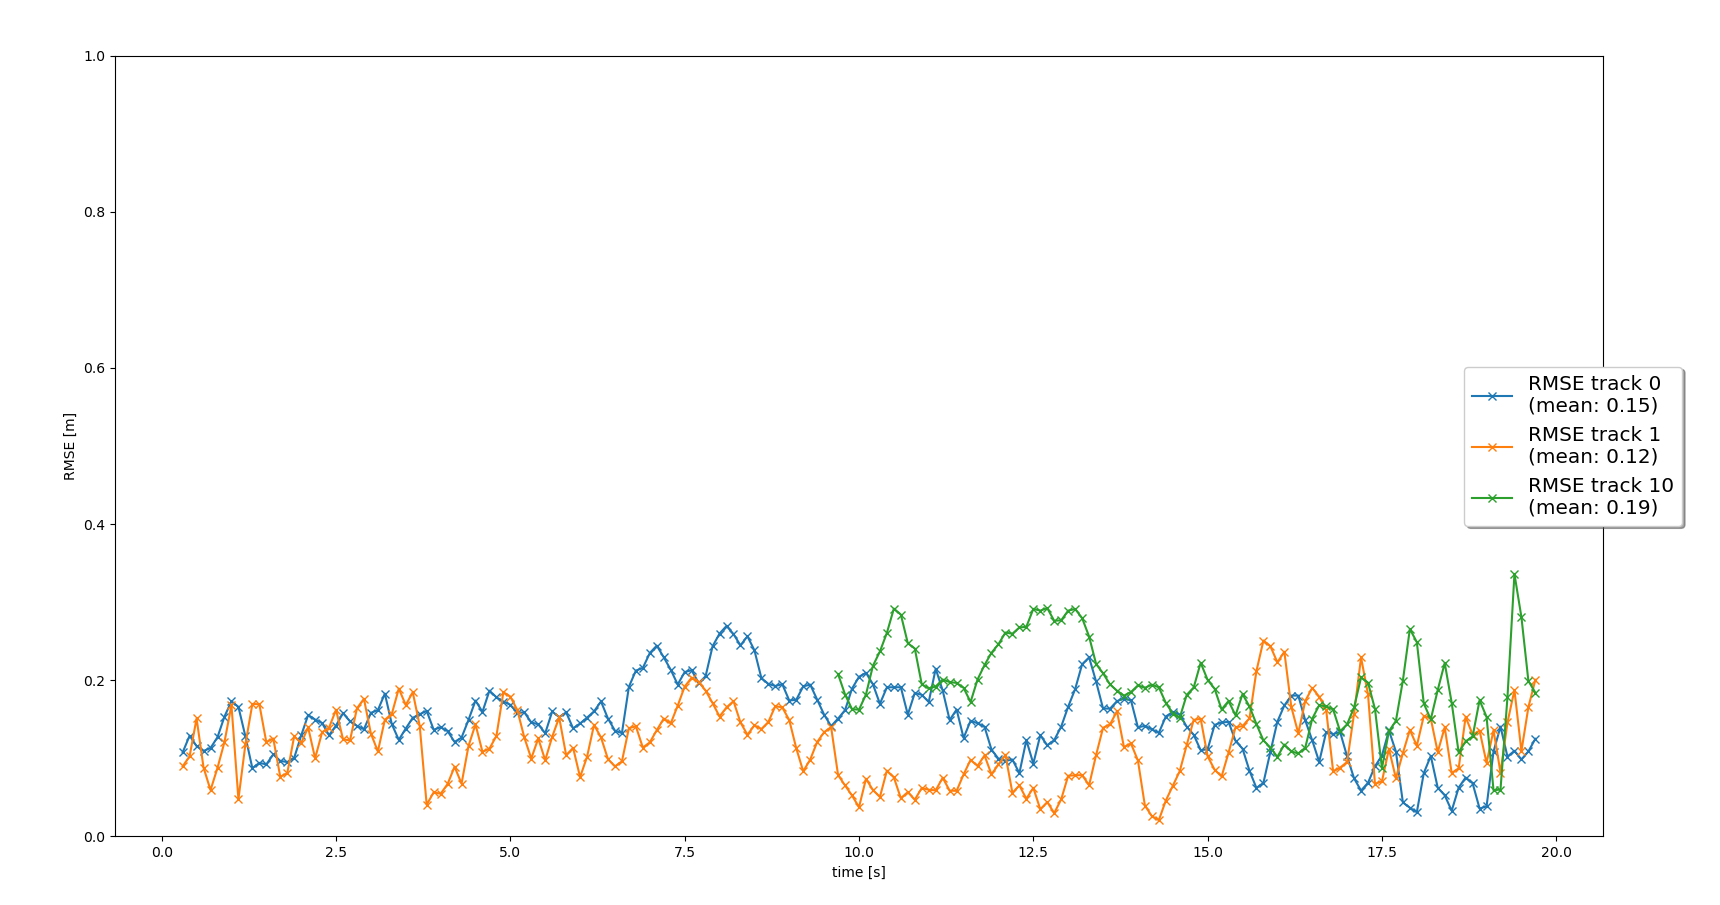 1.0
0.8
0.6
0.4
0.2
0.0
RMSE [m]
0.0 2.5 5.0 7.5 10.0 12.5 15.0 17.5 20.0
time [s]
RMSE track 0
(mean: 0.15)
RMSE track 1
(mean: 0.12)
RMSE track 10
(mean: 0.19)